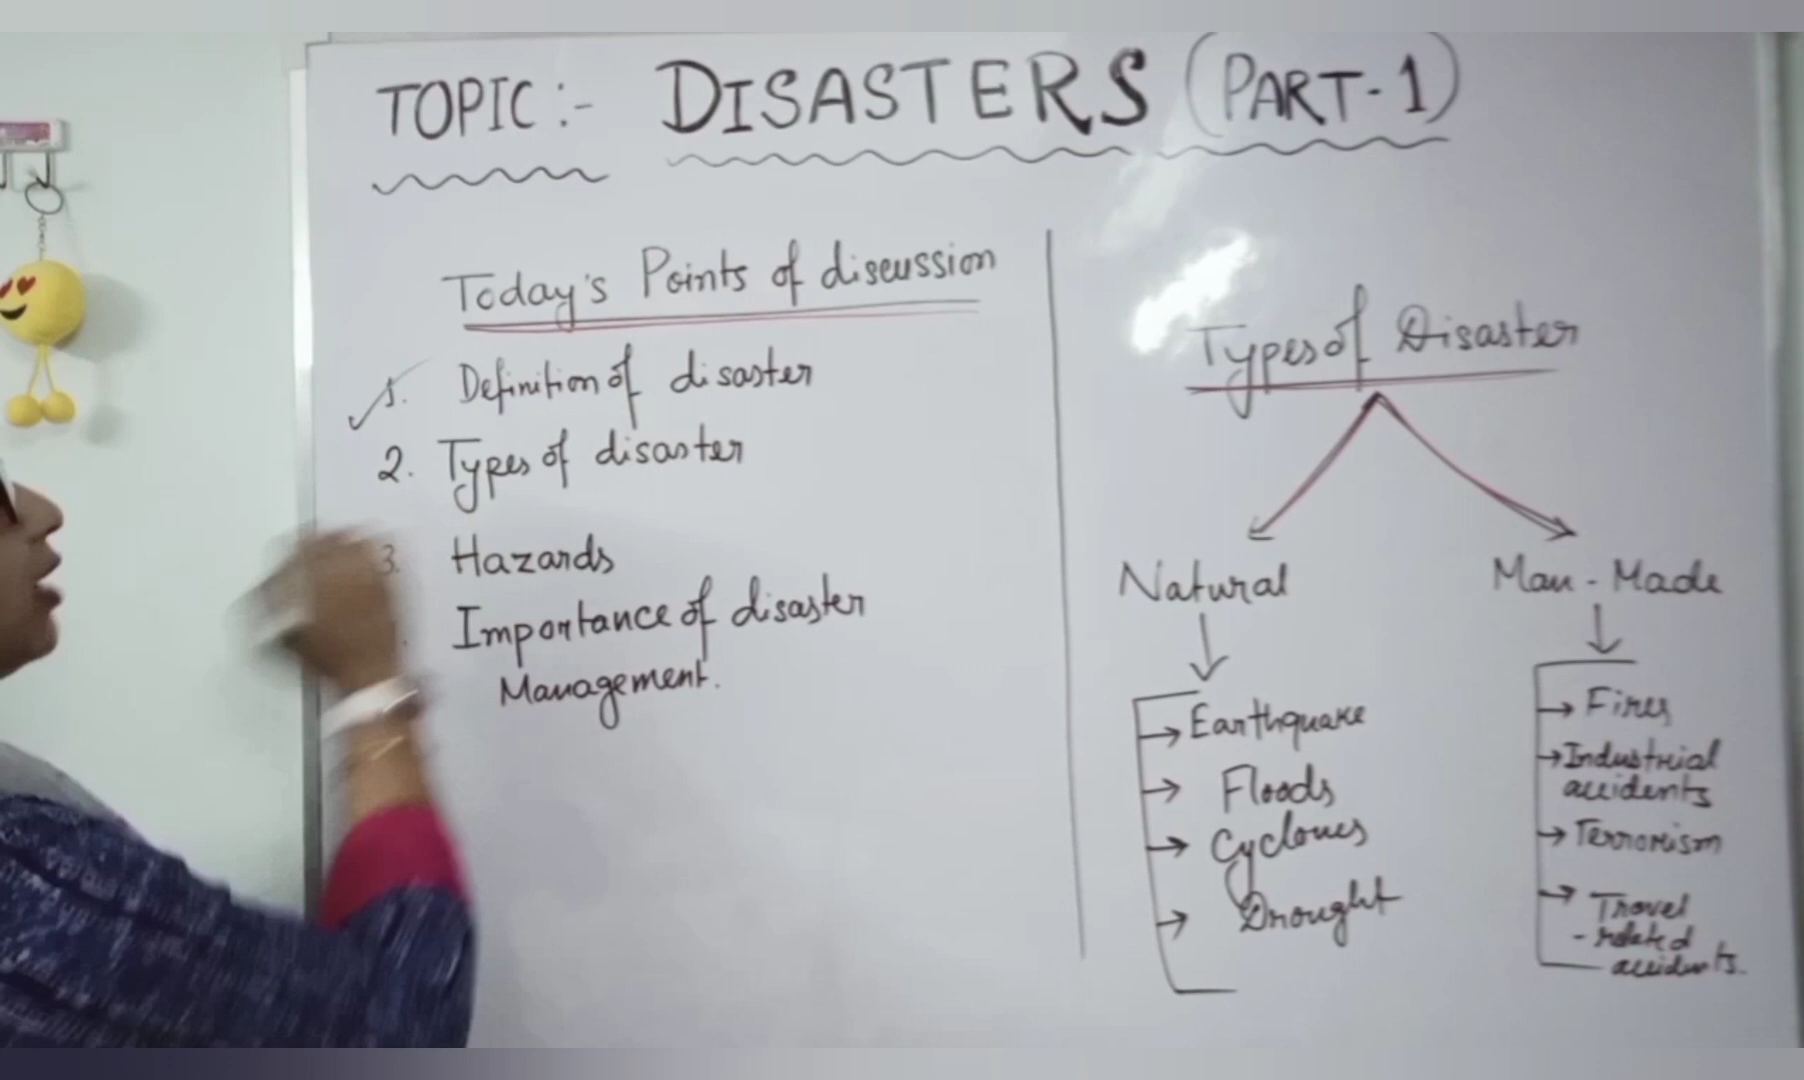 TOPIC :- DISASTERS (PART-1)
Today's Points of discussion
1. Definition of disaster
2. Types of disaster
3. Hazards
Importance of disaster
Management.
Types of Disaster
Natural
→ Earthquake
→ Floods
→ Cyclones
→ Drought
Man-Made
→ Fires
→ Industrial
accidents
→ Terrorism
→ Travel
- related
accidents.